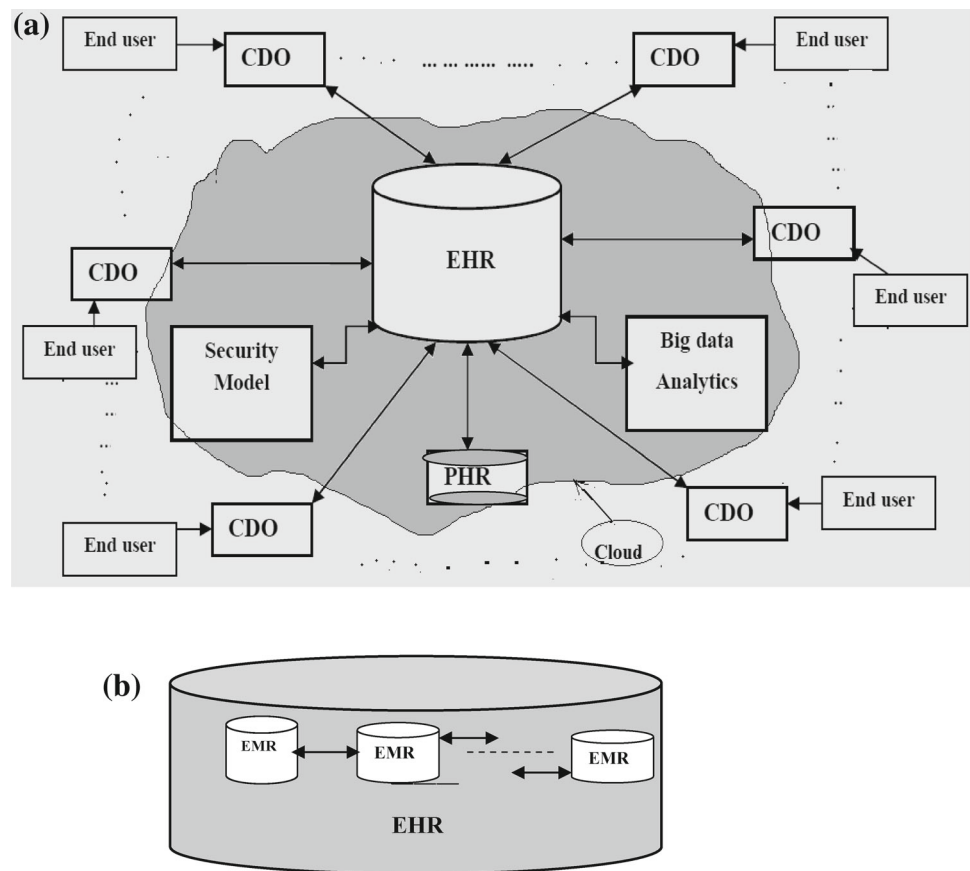 (a)
End user
CDO
CDO
End user
EHR
CDO
CDO
End user
End user
Security
Model
Big data
Analytics
PHR
CDO
End user
CDO
End user
Cloud
(b)
EMR
EMR
EMR
EHR